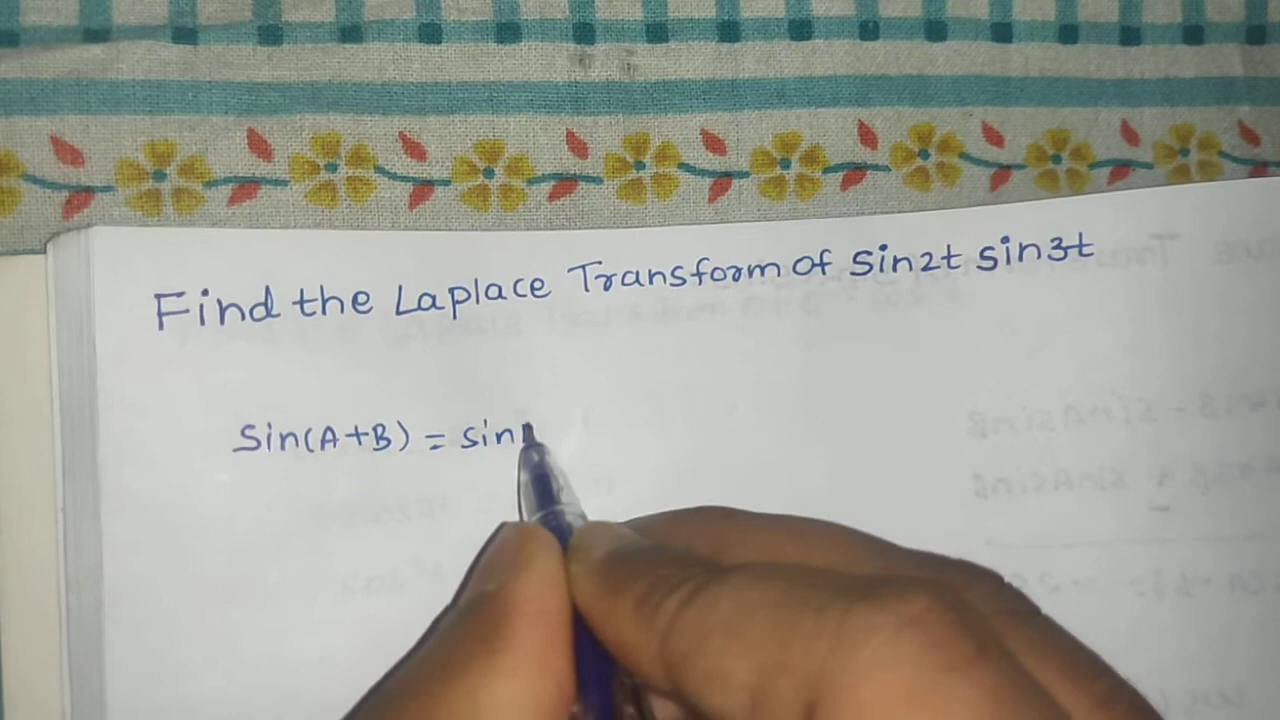 Find the Laplace Transform of Sin2t sin3t
Sin(A+B) = sin